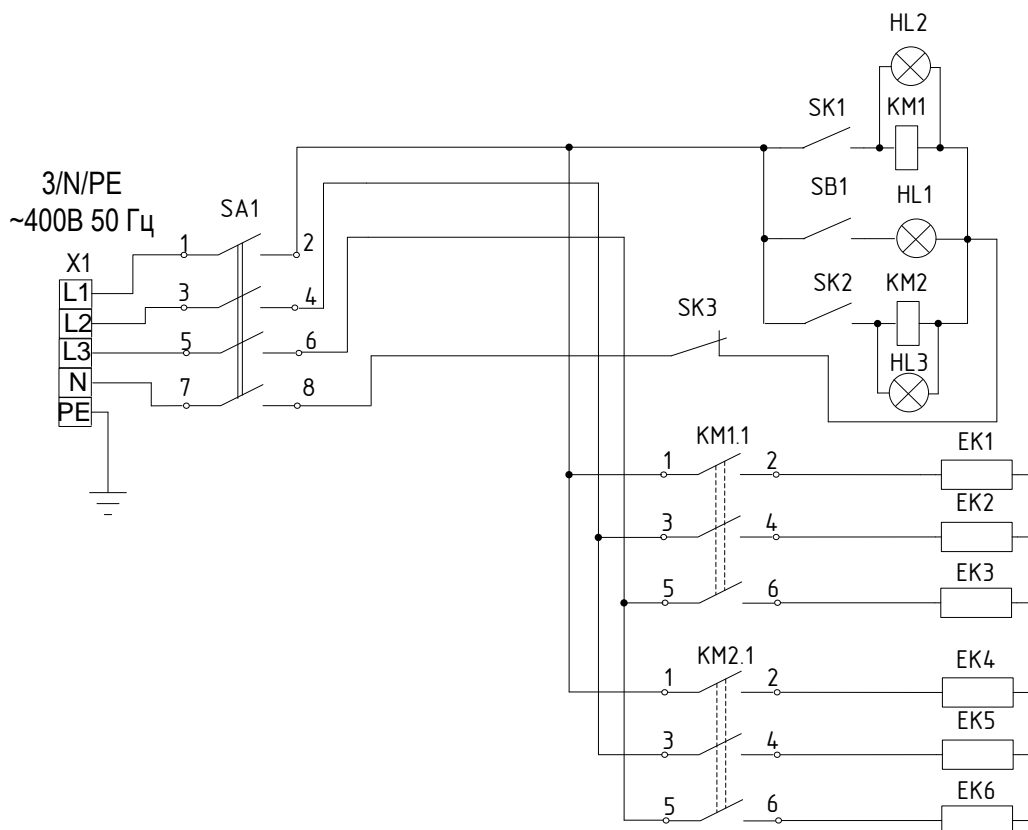 HL2
SK1 KM1
3/N/PE
~400В 50 Гц
SA1
SB1 HL1
X1
1 2
L1
SK2 KM2
3 4
L2
SK3
5 6
L3
HL3
N
7 8
PE
KM1.1
EK1
1 2
EK2
3 4
EK3
5 6
KM2.1
EK4
1 2
EK5
3 4
EK6
5 6